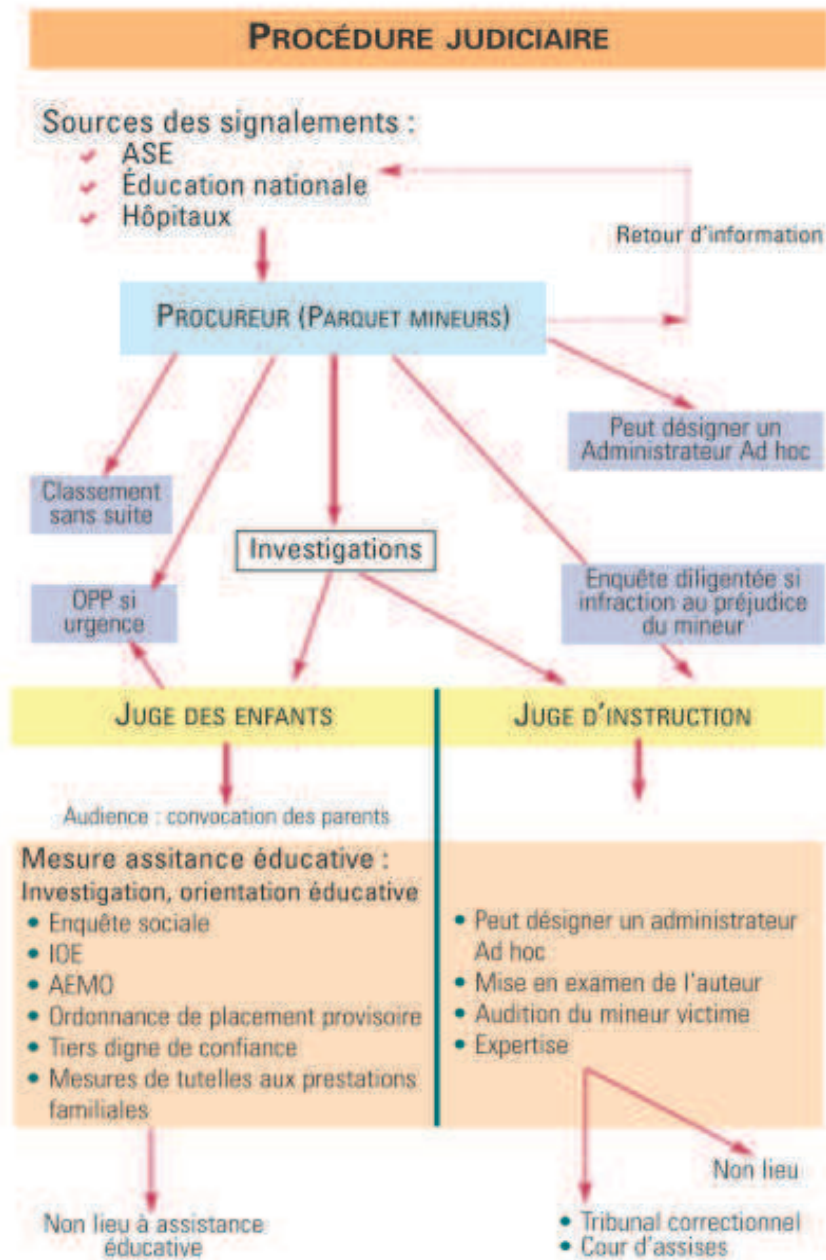 PROCÉDURE JUDICIAIRE
Sources des signalements :
ASE
Éducation nationale
Hôpitaux
Retour d'information
PROCUREUR (PARQUET MINEURS)
Peut désigner un
Administrateur Ad hoc
Classement
sans suite
Investigations
OPP si
urgence
Enquête diligentée si
infraction au préjudice
du mineur
JUGE DES ENFANTS
JUGE D'INSTRUCTION
Audience : convocation des parents
Mesure assitance éducative :
Investigation, orientation éducative
• Enquête sociale
• IOE
• AEMO
• Ordonnance de placement provisoire
• Tiers digne de confiance
• Mesures de tutelles aux prestations
familiales
• Peut désigner un administrateur
Ad hoc
• Mise en examen de l'auteur
• Audition du mineur victime
• Expertise
Non lieu à assistance
éducative
Non lieu
• Tribunal correctionnel
• Cour d'assises